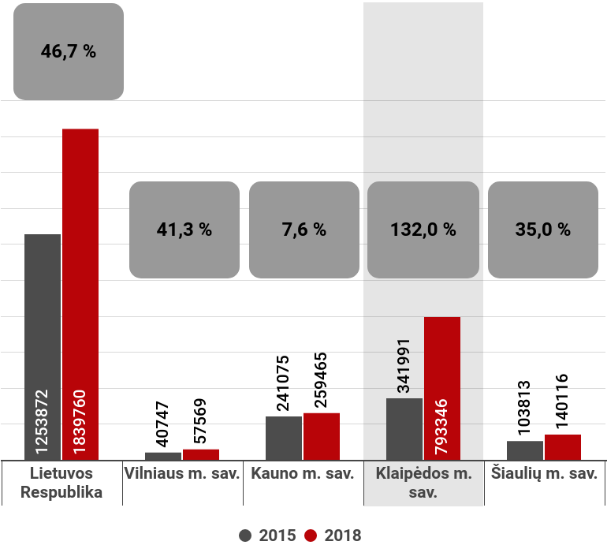 46,7 %
41,3 %
7,6 %
132,0 %
35,0 %
1253872
1839760
40747
57569
241075
259465
341991
793346
103813
140116
Lietuvos
Respublika
Vilniaus m. sav.
Kauno m. sav.
Klaipėdos m.
sav.
Šiaulių m. sav.
2015
2018